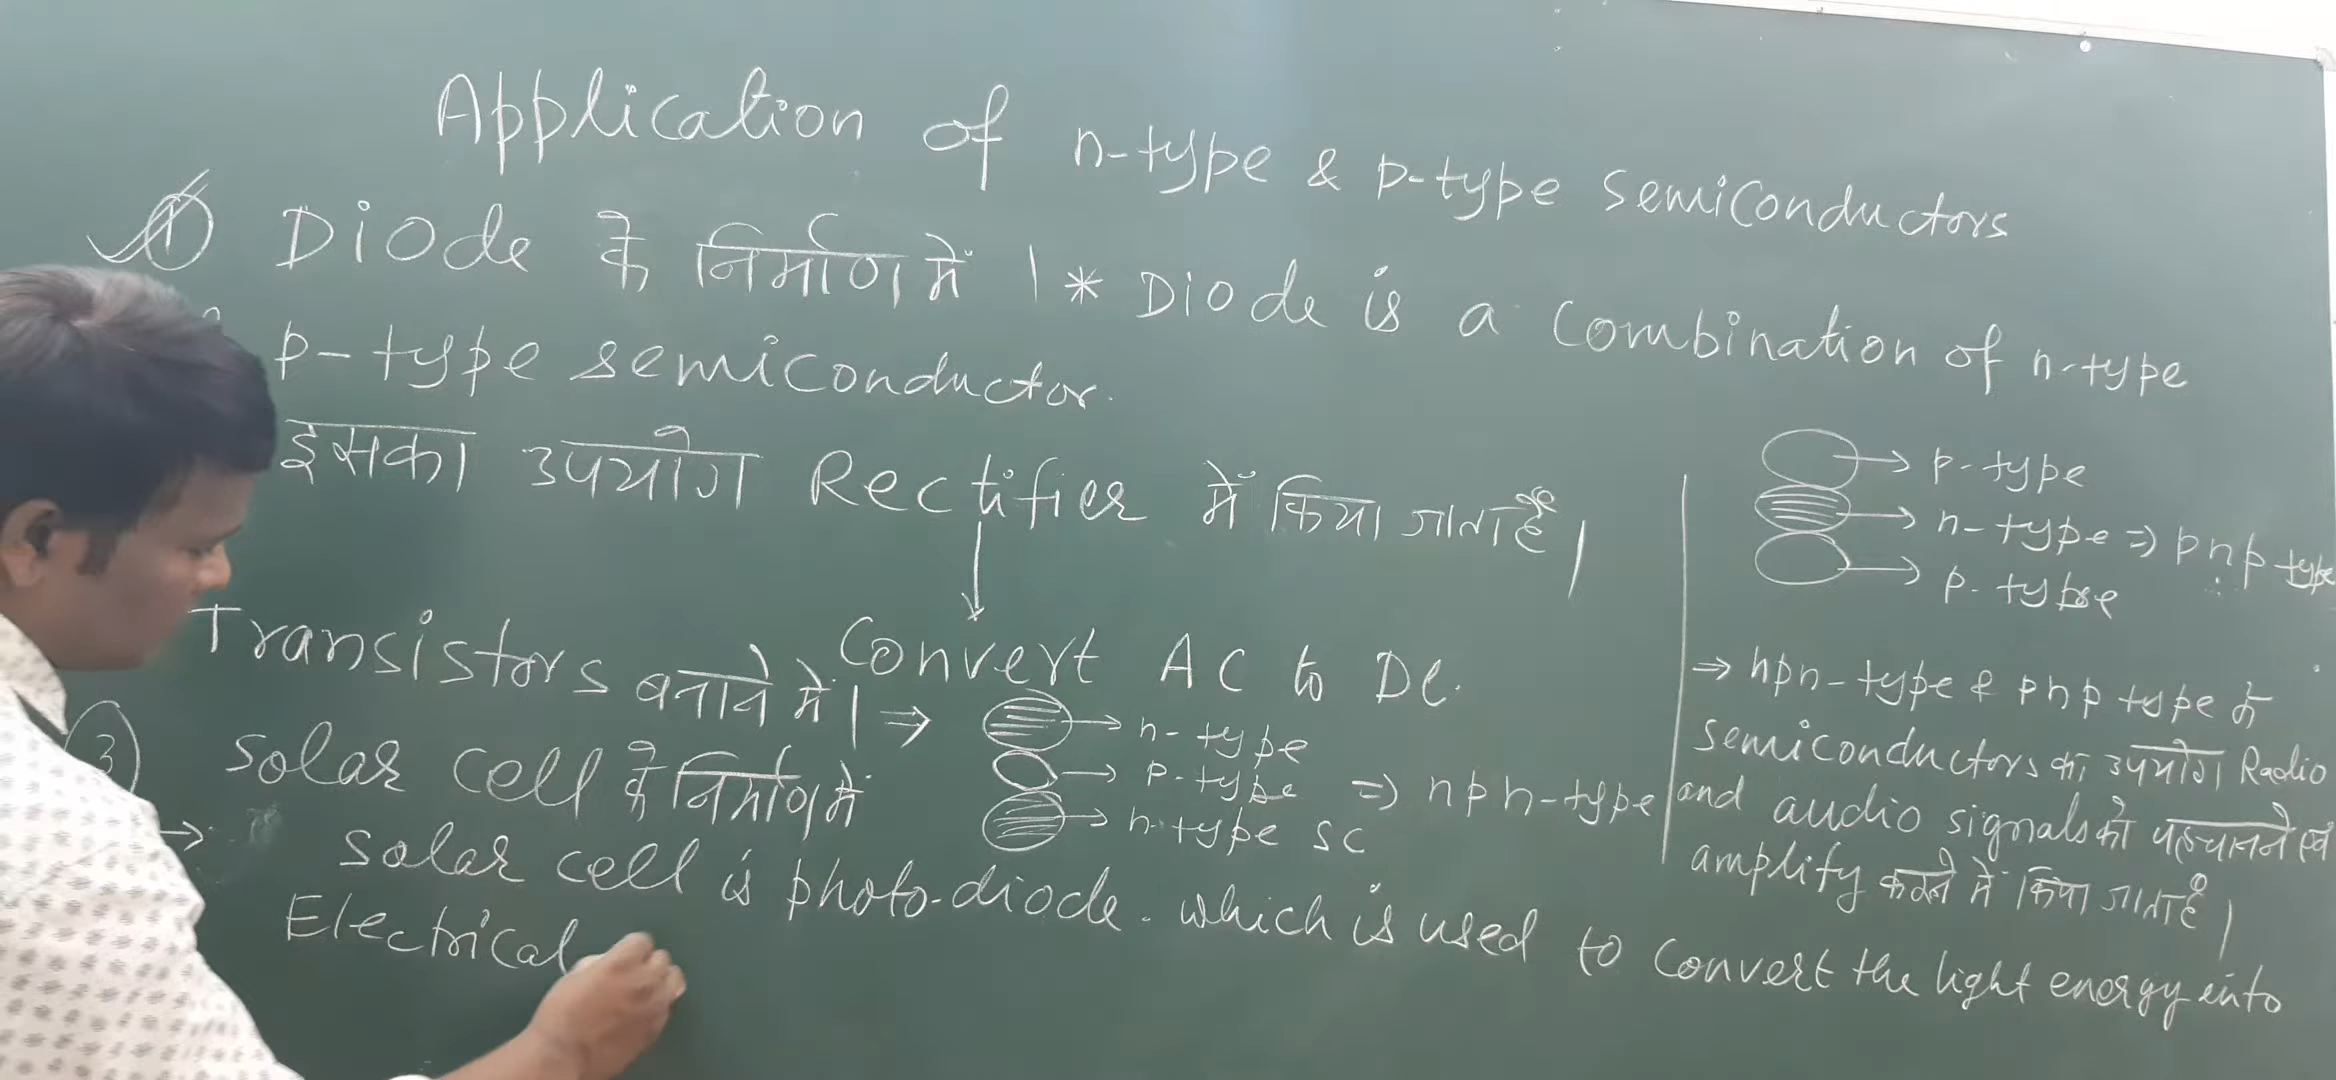 Application of n-type & p-type semiconductors
① Diode के निर्माण में । * Diode is a combination of n-type
p-type semiconductor.
इसका उपयोग Rectifier में किया जाता है ।
Convert AC to DC.
Transistors बनाने में । ⇒
n-type
p-type
n-type SC
⇒ npn-type
p-type
n-type ⇒ pnp type
p-type
⇒ npn-type & pnp type के
semiconductors का उपयोग Radio
and audio signals को पहचानने एवं
amplify करने में किया जाता है ।
③ Solar cell के निर्माण में
→ Solar cell is photo-diode. which is used to convert the light energy into
Electrical